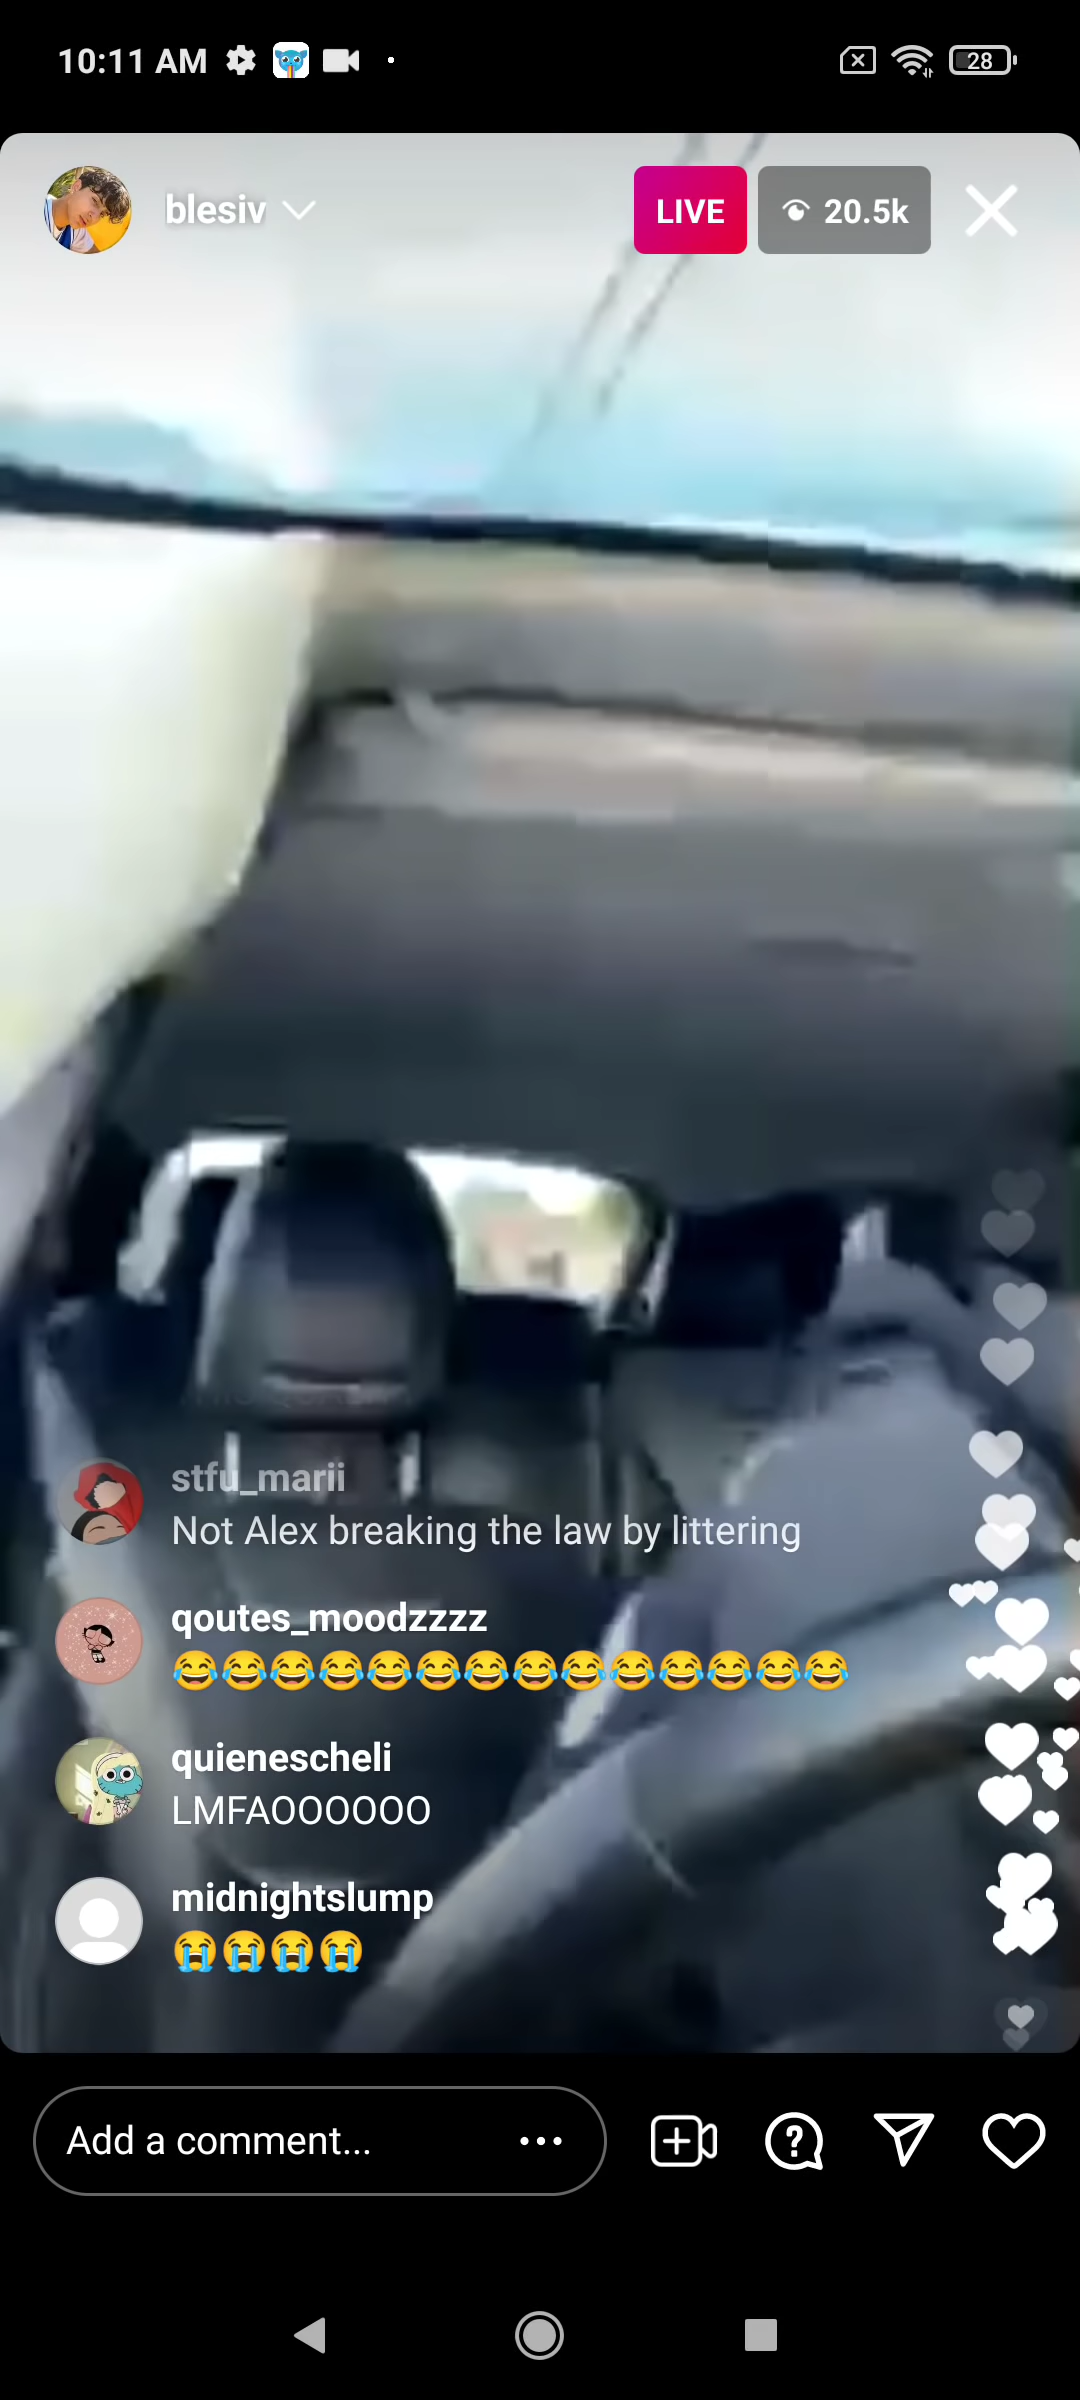 10:11 AM
28
blesiv
LIVE
20.5k
stfu_marii
Not Alex breaking the law by littering
qoutes_moodzzzz
😂😂😂😂😂😂😂😂😂😂😂😂😂😂
quienescheli
LMFAOOOOOO
midnightslump
😭😭😭😭
Add a comment...